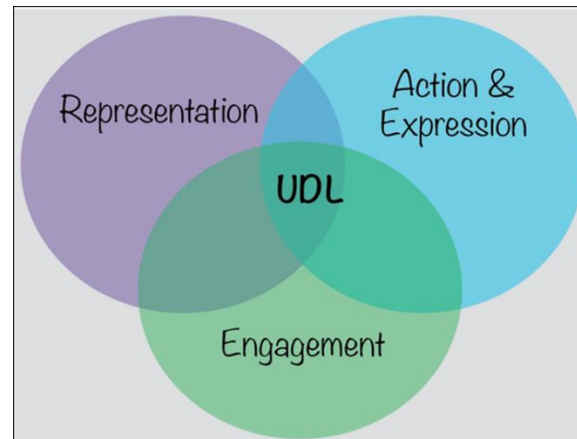 Representation
Action &
Expression
UDL
Engagement